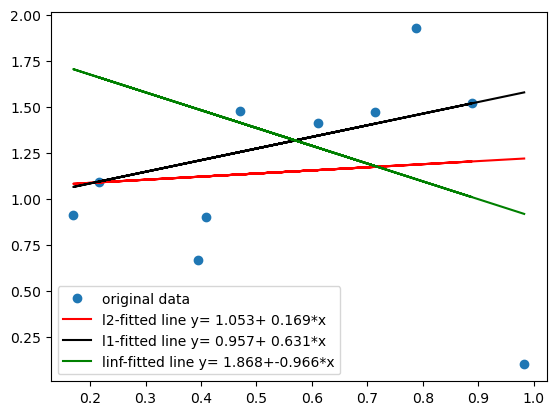 2.00
1.75
1.50
1.25
1.00
0.75
0.50
0.25
original data
l2-fitted line y= 1.053+ 0.169*x
l1-fitted line y= 0.957+ 0.631*x
linf-fitted line y= 1.868+-0.966*x
0.2 0.3 0.4 0.5 0.6 0.7 0.8 0.9 1.0